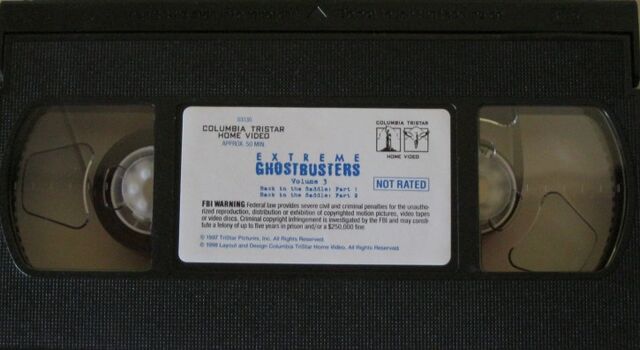 03136
COLUMBIA TRISTAR
HOME VIDEO
APPROX. 50 MIN.
COLUMBIA TRISTAR
HOME VIDEO
EXTREME
GHOSTBUSTERS
Volume 3
Back in the Saddle: Part 1
Back in the Saddle: Part 2
NOT RATED
FBI WARNING Federal law provides severe civil and criminal penalties for the unautho-
rized reproduction, distribution or exhibition of copyrighted motion pictures, video tapes
or video discs. Criminal copyright infringement is investigated by the FBI and may consti-
tute a felony of up to five years in prison and/or a $250,000 fine.
© 1997 TriStar Pictures, Inc. All Rights Reserved.
© 1998 Layout and Design Columbia TriStar Home Video. All Rights Reserved.